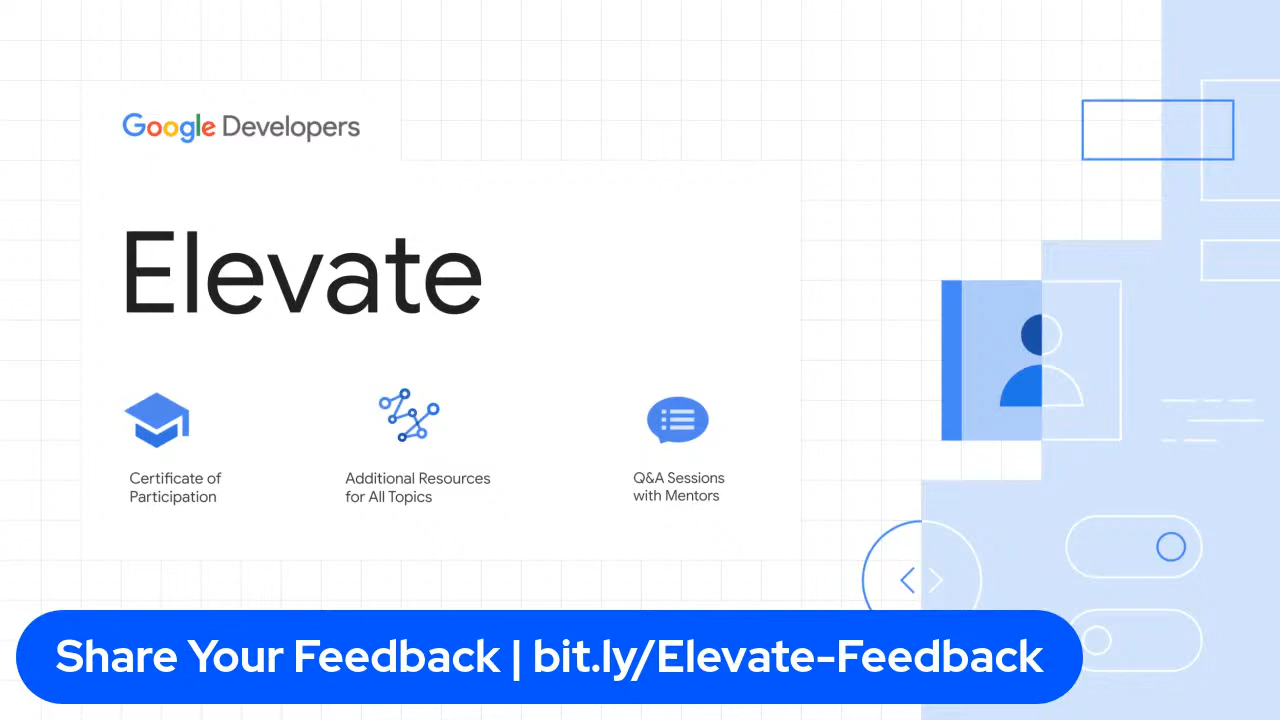 Google Developers
Elevate
Certificate of
Participation
Additional Resources
for All Topics
Q&A Sessions
with Mentors
Share Your Feedback | bit.ly/Elevate-Feedback